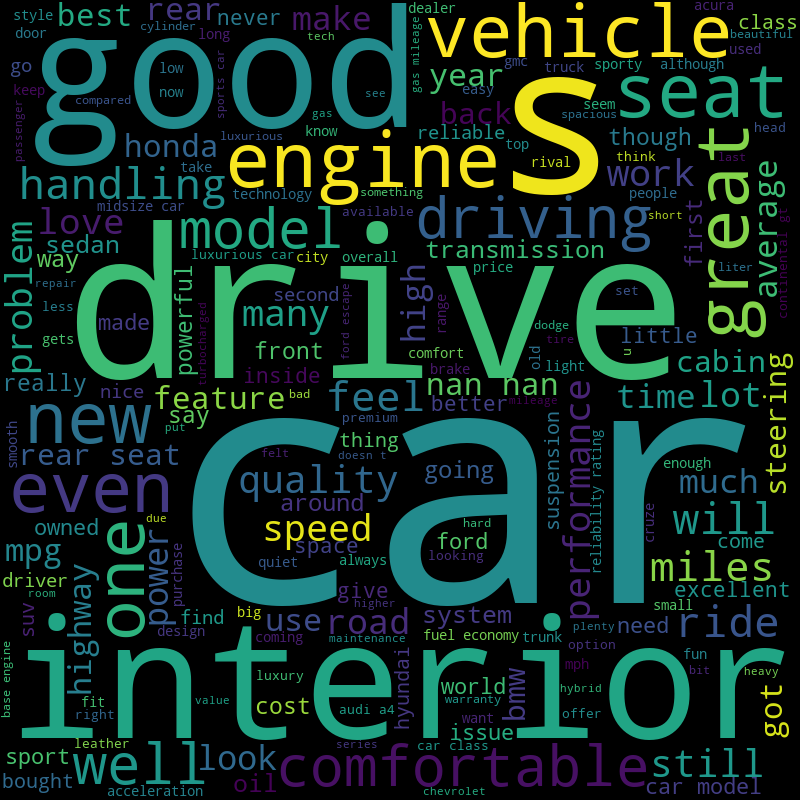 style
door
cylinder
best
rear
long
never
make
dealer
gas mileage
vehicle
acura
class
beautiful
used
go
tech
good
low
now
sports car
see
gmc
truck
sporty
although
year
easy
seat
keep
compared
passenger
gas
know
back
seem
spacious
head
honda
luxurious
engine
s
reliable
top
though
rival
think
work
last
great
take
handling
technology
something
people
midsize car
love
model
available
driving
short
first
average
continental gt
problem
sedan
way
luxurious car
city
overall
transmission
price
liter
repair
less
powerful
drive
second
high
range
set
made
turbocharged
many
ford escape
dodge
tire
old
u
little
gets
front
comfort
light
cabin
really
nice
inside
brake
nan nan
steering
feature
bad
feel
better
mileage
time
lot
new
say
put
premium
smooth
rear seat
felt
thing
doesn t
car
suspension
reliability rating
performance
enough
cruze
even
quality
going
much
around
owned
due
speed
space
hard
ford
looking
will
mpg
one
power
purchase
quiet
always
come
miles
driver
room
highway
suv
give
higher
small
excellent
find
big
use
road
system
need
ride
design
coming
maintenance
fuel economy
trunk
plenty
option
fun
base engine
interior
luxury
hyundai
world
mph
bit
heavy
fit
right
value
cost
audi a4
warranty
bmw
hybrid
offer
got
want
issue
sport
leather
well
look
series
car class
still
bought
acceleration
oil
comfortable
chevrolet
car model